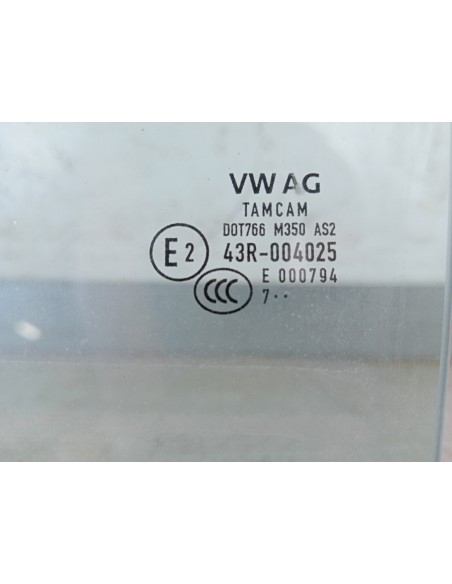 VW AG
TAMCAM
DOT766 M350 AS2
E2 43R-004025
CCC E 000794
7··